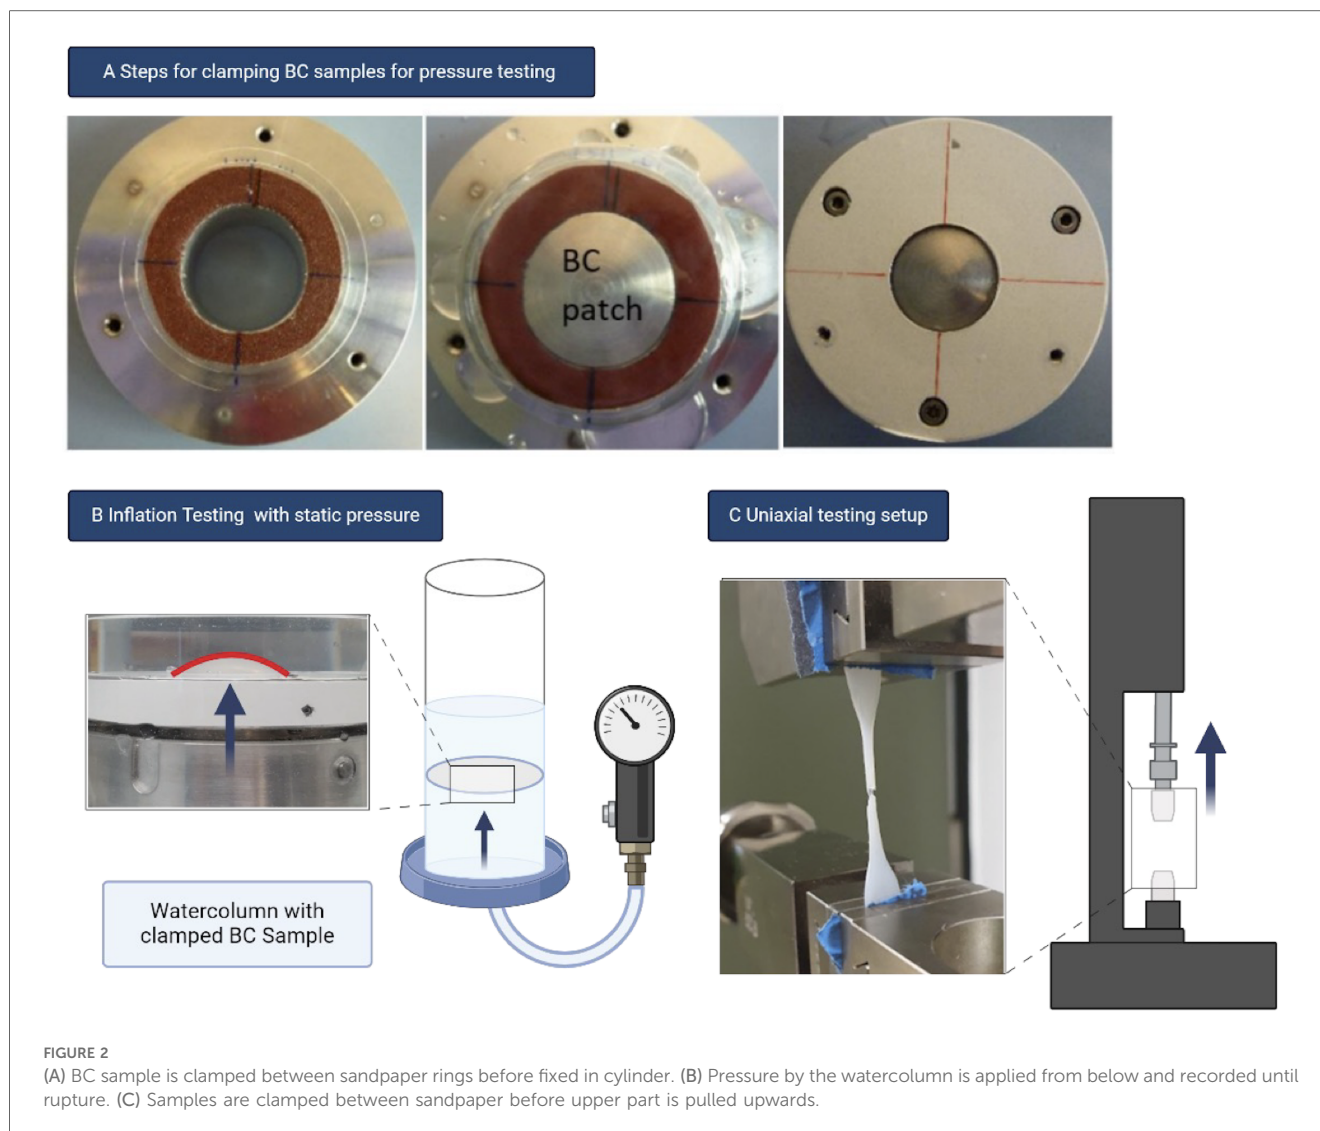 A Steps for clamping BC samples for pressure testing
BC
patch
B Inflation Testing with static pressure
C Uniaxial testing setup
Watercolumn with
clamped BC Sample
FIGURE 2
(A) BC sample is clamped between sandpaper rings before fixed in cylinder. (B) Pressure by the watercolumn is applied from below and recorded until
rupture. (C) Samples are clamped between sandpaper before upper part is pulled upwards.